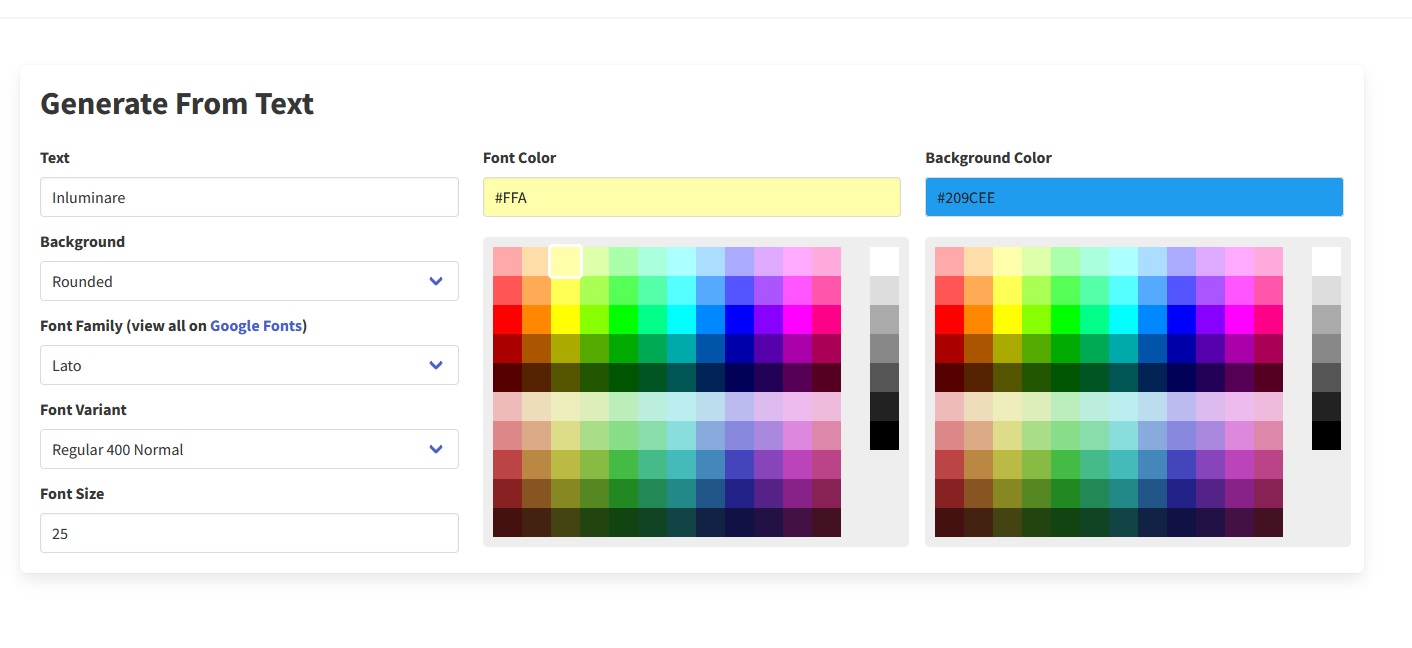 Generate From Text
Text
Inluminare
Background
Rounded
Font Family (view all on Google Fonts)
Lato
Font Variant
Regular 400 Normal
Font Size
25
Font Color
#FFA
Background Color
#209CEE